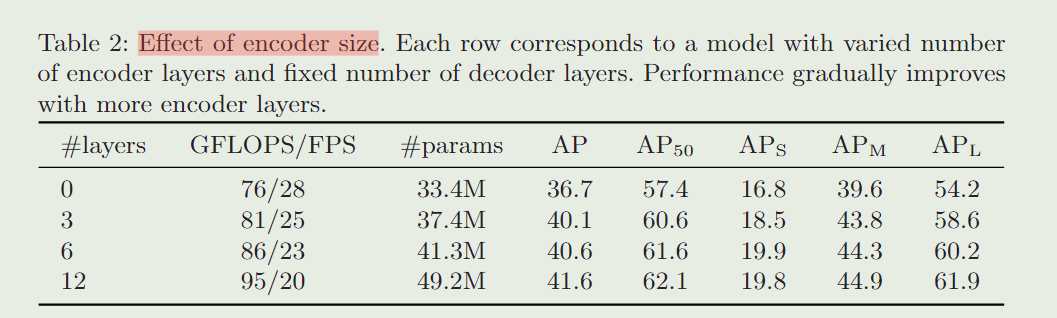 Table 2: Effect of encoder size. Each row corresponds to a model with varied number
of encoder layers and fixed number of decoder layers. Performance gradually improves
with more encoder layers.
#layers GFLOPS/FPS #params AP AP50 APS APM APL
0 76/28 33.4M 36.7 57.4 16.8 39.6 54.2
3 81/25 37.4M 40.1 60.6 18.5 43.8 58.6
6 86/23 41.3M 40.6 61.6 19.9 44.3 60.2
12 95/20 49.2M 41.6 62.1 19.8 44.9 61.9